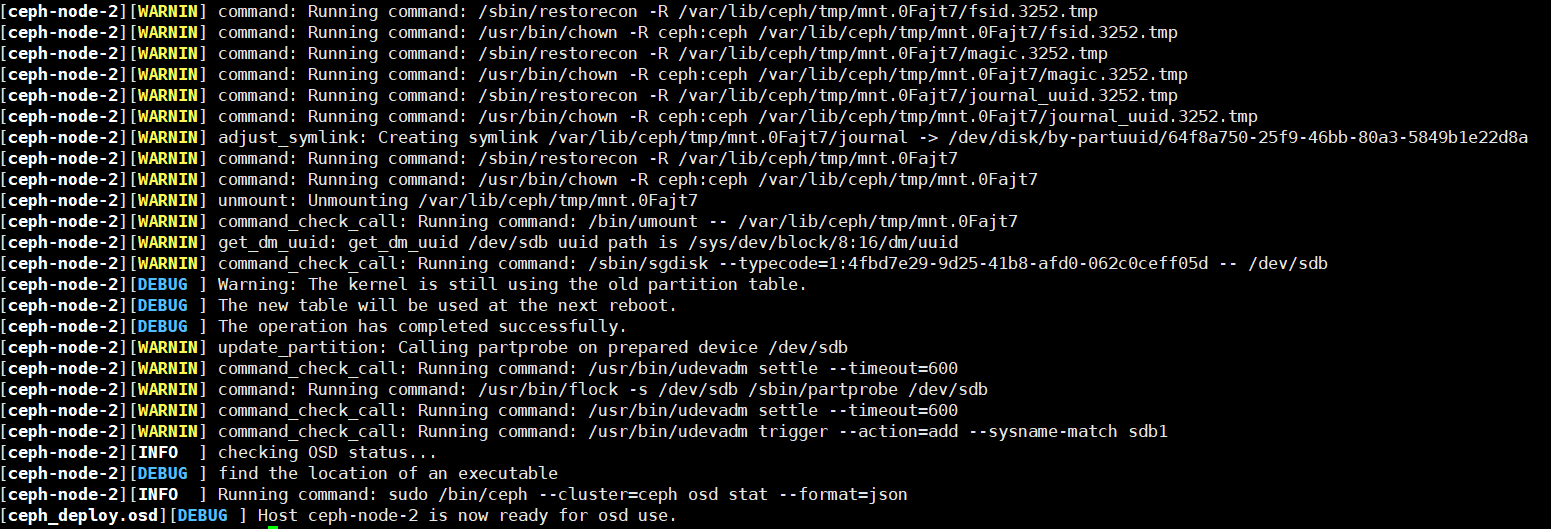 [ceph-node-2][WARNIN] command: Running command: /sbin/restorecon -R /var/lib/ceph/tmp/mnt.0Fajt7/fsid.3252.tmp
[ceph-node-2][WARNIN] command: Running command: /usr/bin/chown -R ceph:ceph /var/lib/ceph/tmp/mnt.0Fajt7/fsid.3252.tmp
[ceph-node-2][WARNIN] command: Running command: /sbin/restorecon -R /var/lib/ceph/tmp/mnt.0Fajt7/magic.3252.tmp
[ceph-node-2][WARNIN] command: Running command: /usr/bin/chown -R ceph:ceph /var/lib/ceph/tmp/mnt.0Fajt7/magic.3252.tmp
[ceph-node-2][WARNIN] command: Running command: /sbin/restorecon -R /var/lib/ceph/tmp/mnt.0Fajt7/journal_uuid.3252.tmp
[ceph-node-2][WARNIN] command: Running command: /usr/bin/chown -R ceph:ceph /var/lib/ceph/tmp/mnt.0Fajt7/journal_uuid.3252.tmp
[ceph-node-2][WARNIN] adjust_symlink: Creating symlink /var/lib/ceph/tmp/mnt.0Fajt7/journal -> /dev/disk/by-partuuid/64f8a750-25f9-46bb-80a3-5849b1e22d8a
[ceph-node-2][WARNIN] command: Running command: /sbin/restorecon -R /var/lib/ceph/tmp/mnt.0Fajt7
[ceph-node-2][WARNIN] command: Running command: /usr/bin/chown -R ceph:ceph /var/lib/ceph/tmp/mnt.0Fajt7
[ceph-node-2][WARNIN] unmount: Unmounting /var/lib/ceph/tmp/mnt.0Fajt7
[ceph-node-2][WARNIN] command_check_call: Running command: /bin/umount -- /var/lib/ceph/tmp/mnt.0Fajt7
[ceph-node-2][WARNIN] get_dm_uuid: get_dm_uuid /dev/sdb uuid path is /sys/dev/block/8:16/dm/uuid
[ceph-node-2][WARNIN] command_check_call: Running command: /sbin/sgdisk --typecode=1:4fbd7e29-9d25-41b8-afd0-062c0ceff05d -- /dev/sdb
[ceph-node-2][DEBUG ] Warning: The kernel is still using the old partition table.
[ceph-node-2][DEBUG ] The new table will be used at the next reboot.
[ceph-node-2][DEBUG ] The operation has completed successfully.
[ceph-node-2][WARNIN] update_partition: Calling partprobe on prepared device /dev/sdb
[ceph-node-2][WARNIN] command_check_call: Running command: /usr/bin/udevadm settle --timeout=600
[ceph-node-2][WARNIN] command: Running command: /usr/bin/flock -s /dev/sdb /sbin/partprobe /dev/sdb
[ceph-node-2][WARNIN] command_check_call: Running command: /usr/bin/udevadm settle --timeout=600
[ceph-node-2][WARNIN] command_check_call: Running command: /usr/bin/udevadm trigger --action=add --sysname-match sdb1
[ceph-node-2][INFO  ] checking OSD status...
[ceph-node-2][DEBUG ] find the location of an executable
[ceph-node-2][INFO  ] Running command: sudo /bin/ceph --cluster=ceph osd stat --format=json
[ceph_deploy.osd][DEBUG ] Host ceph-node-2 is now ready for osd use.